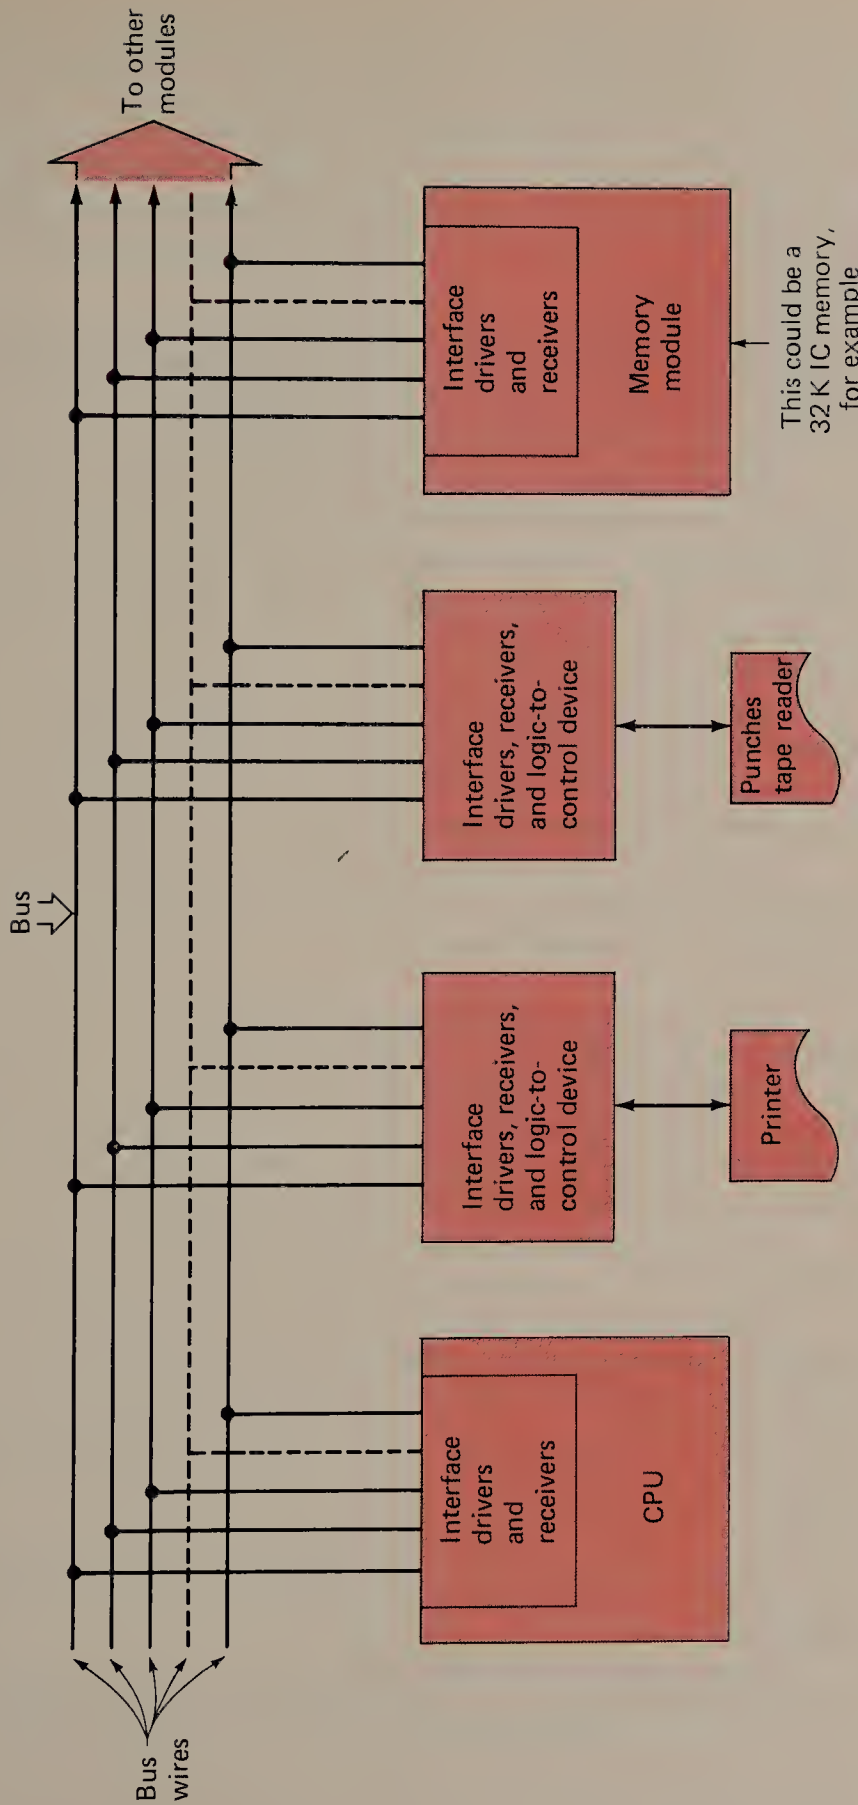 To other
modules
Bus
Bus
wires
Interface
drivers
and
receivers
CPU
Interface
drivers, receivers,
and logic-to-
control device
Printer
Interface
drivers, receivers,
and logic-to-
control device
Punches
tape reader
Interface
drivers
and
receivers
Memory
module
This could be a
32 K IC memory,
for example